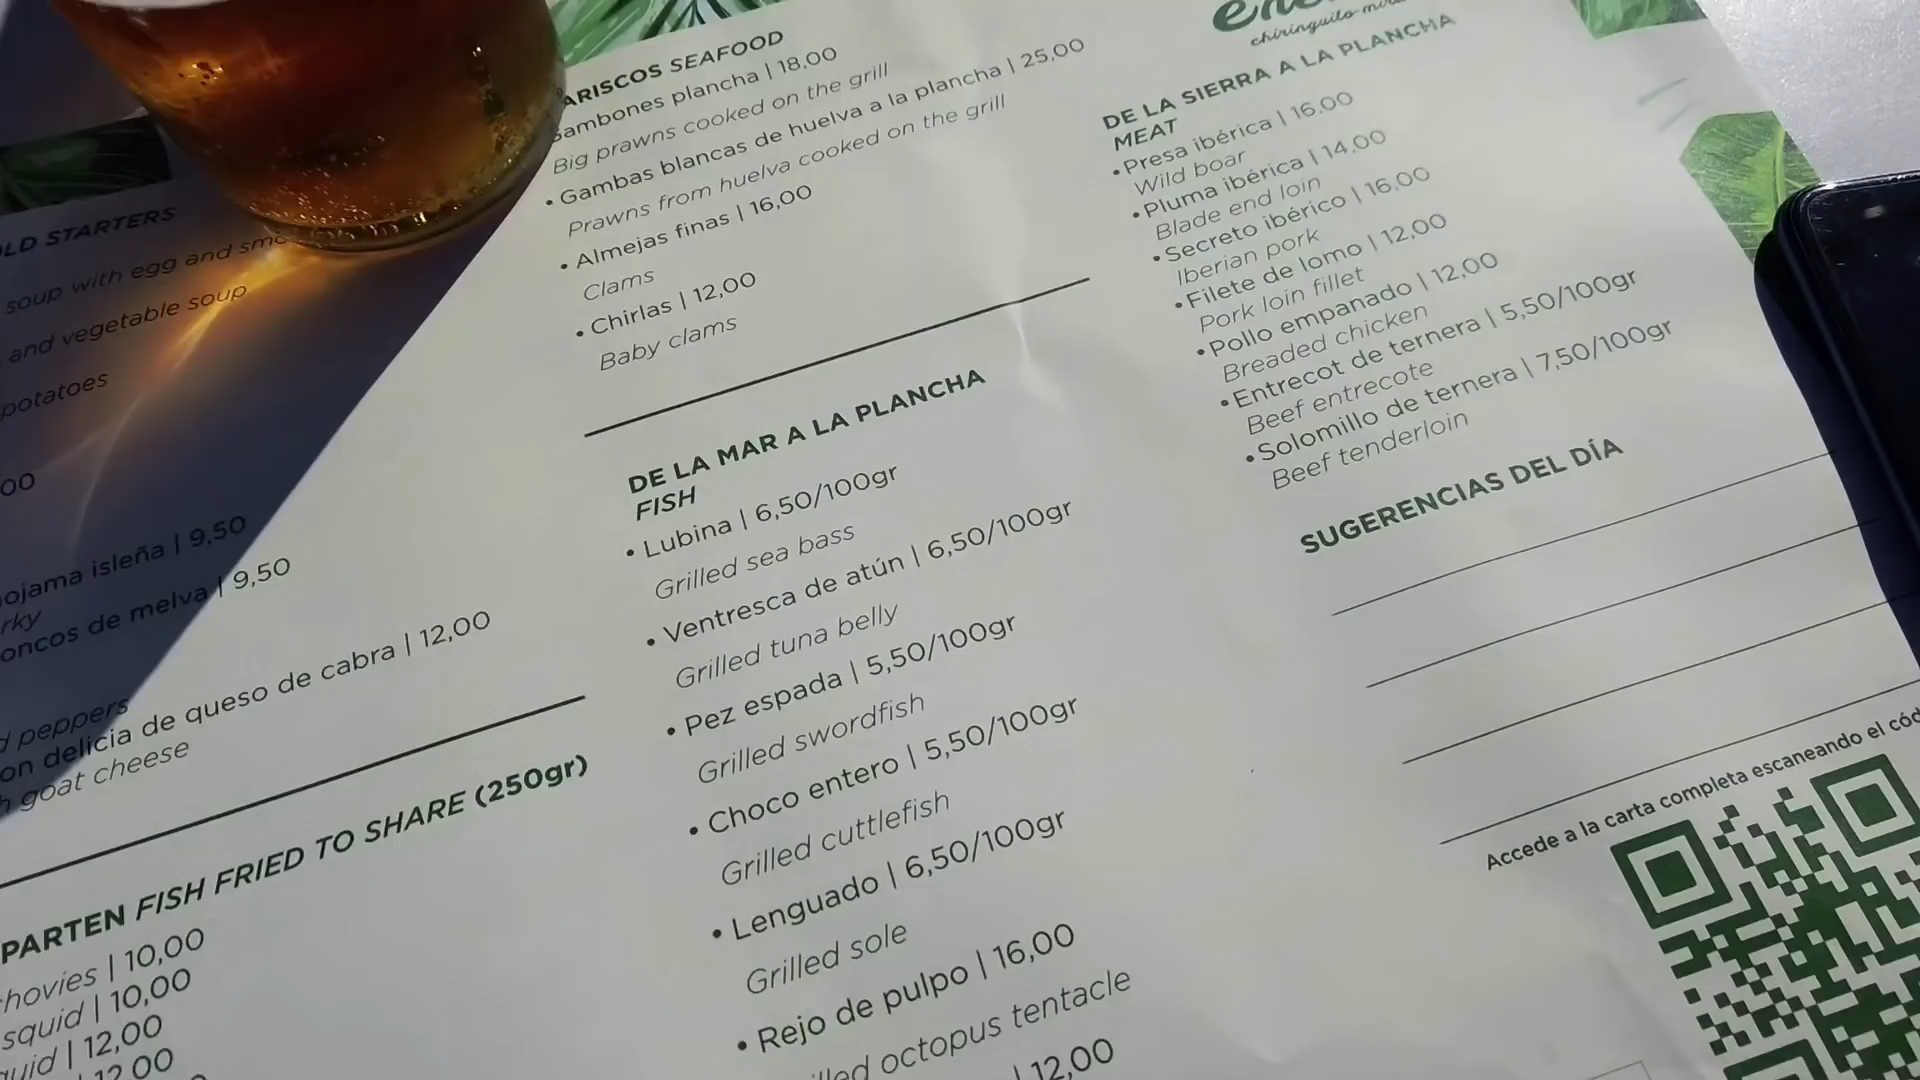 LD STARTERS
soup with egg and
and vegetable soup
potatoes
00
isleña | 9,50
de melva | 9,50
peppers
delicia de queso de cabra | 12,00
goat cheese
PARTEN FISH FRIED TO SHARE (250gr)
hovies | 10,00
squid | 10,00
uid | 12,00
12,00
ARISCOS SEAFOOD
Gambones plancha | 18,00
Big prawns cooked on the grill
• Gambas blancas de huelva a la plancha | 25,00
Prawns from huelva cooked on the grill
• Almejas finas | 16,00
Clams
• Chirlas | 12,00
Baby clams
DE LA MAR A LA PLANCHA
FISH
• Lubina | 6,50/100gr
Grilled sea bass
• Ventresca de atún | 6,50/100gr
Grilled tuna belly
• Pez espada | 5,50/100gr
Grilled swordfish
• Choco entero | 5,50/100gr
Grilled cuttlefish
• Lenguado | 6,50/100gr
Grilled sole
• Rejo de pulpo | 16,00
lled octopus tentacle
| 12,00
chiringuito
DE LA SIERRA A LA PLANCHA
MEAT
• Presa ibérica | 16.00
Wild boar
• Pluma ibérica | 14.00
Blade end loin
• Secreto ibérico | 16.00
Iberian pork
• Filete de lomo | 12,00
Pork loin fillet
• Pollo empanado | 12,00
Breaded chicken
• Entrecot de ternera | 5,50/100gr
Beef entrecote
• Solomillo de ternera | 7,50/100gr
Beef tenderloin
SUGERENCIAS DEL DÍA
Accede a la carta completa escaneando el cód